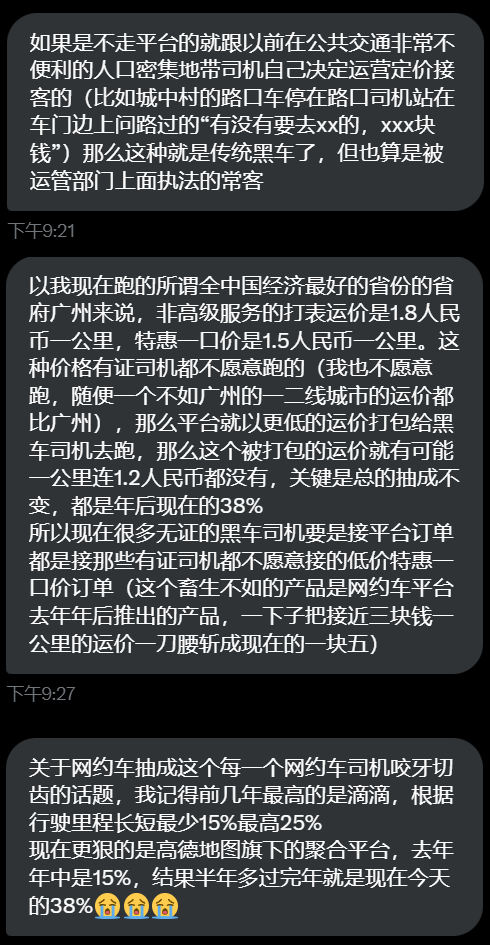 如果是不走平台的就跟以前在公共交通非常不
便利的人口密集地带司机自己决定运营定价接
客的（比如城中村的路口车停在路口司机站在
车门边上问路过的“有没有要去xx的，xxx块
钱”）那么这种就是传统黑车了，但也算是被
运管部门上面执法的常客
下午9:21
以我现在跑的所谓全中国经济最好的省份的省
府广州来说，非高级服务的打表运价是1.8人民
币一公里，特惠一口价是1.5人民币一公里。这
种价格有证司机都不愿意跑的（我也不愿意
跑，随便一个不如广州的一二线城市的运价都
比广州），那么平台就以更低的运价打包给黑
车司机去跑，那么这个被打包的运价就有可能
一公里连1.2人民币都没有，关键是总的抽成不
变，都是年后现在的38%
所以现在很多无证的黑车司机要是接平台订单
都是接那些有证司机都不愿意接的低价特惠一
口价订单（这个畜生不如的产品是网约车平台
去年年后推出的产品，一下子把接近三块钱一
公里的运价一刀腰斩成现在的一块五）
下午9:27
关于网约车抽成这个每一个网约车司机咬牙切
齿的话题，我记得前几年最高的是滴滴，根据
行驶里程长短最少15%最高25%
现在更狠的是高德地图旗下的聚合平台，去年
年中是15%，结果半年多过完年就是现在今天
的38%😭😭😭